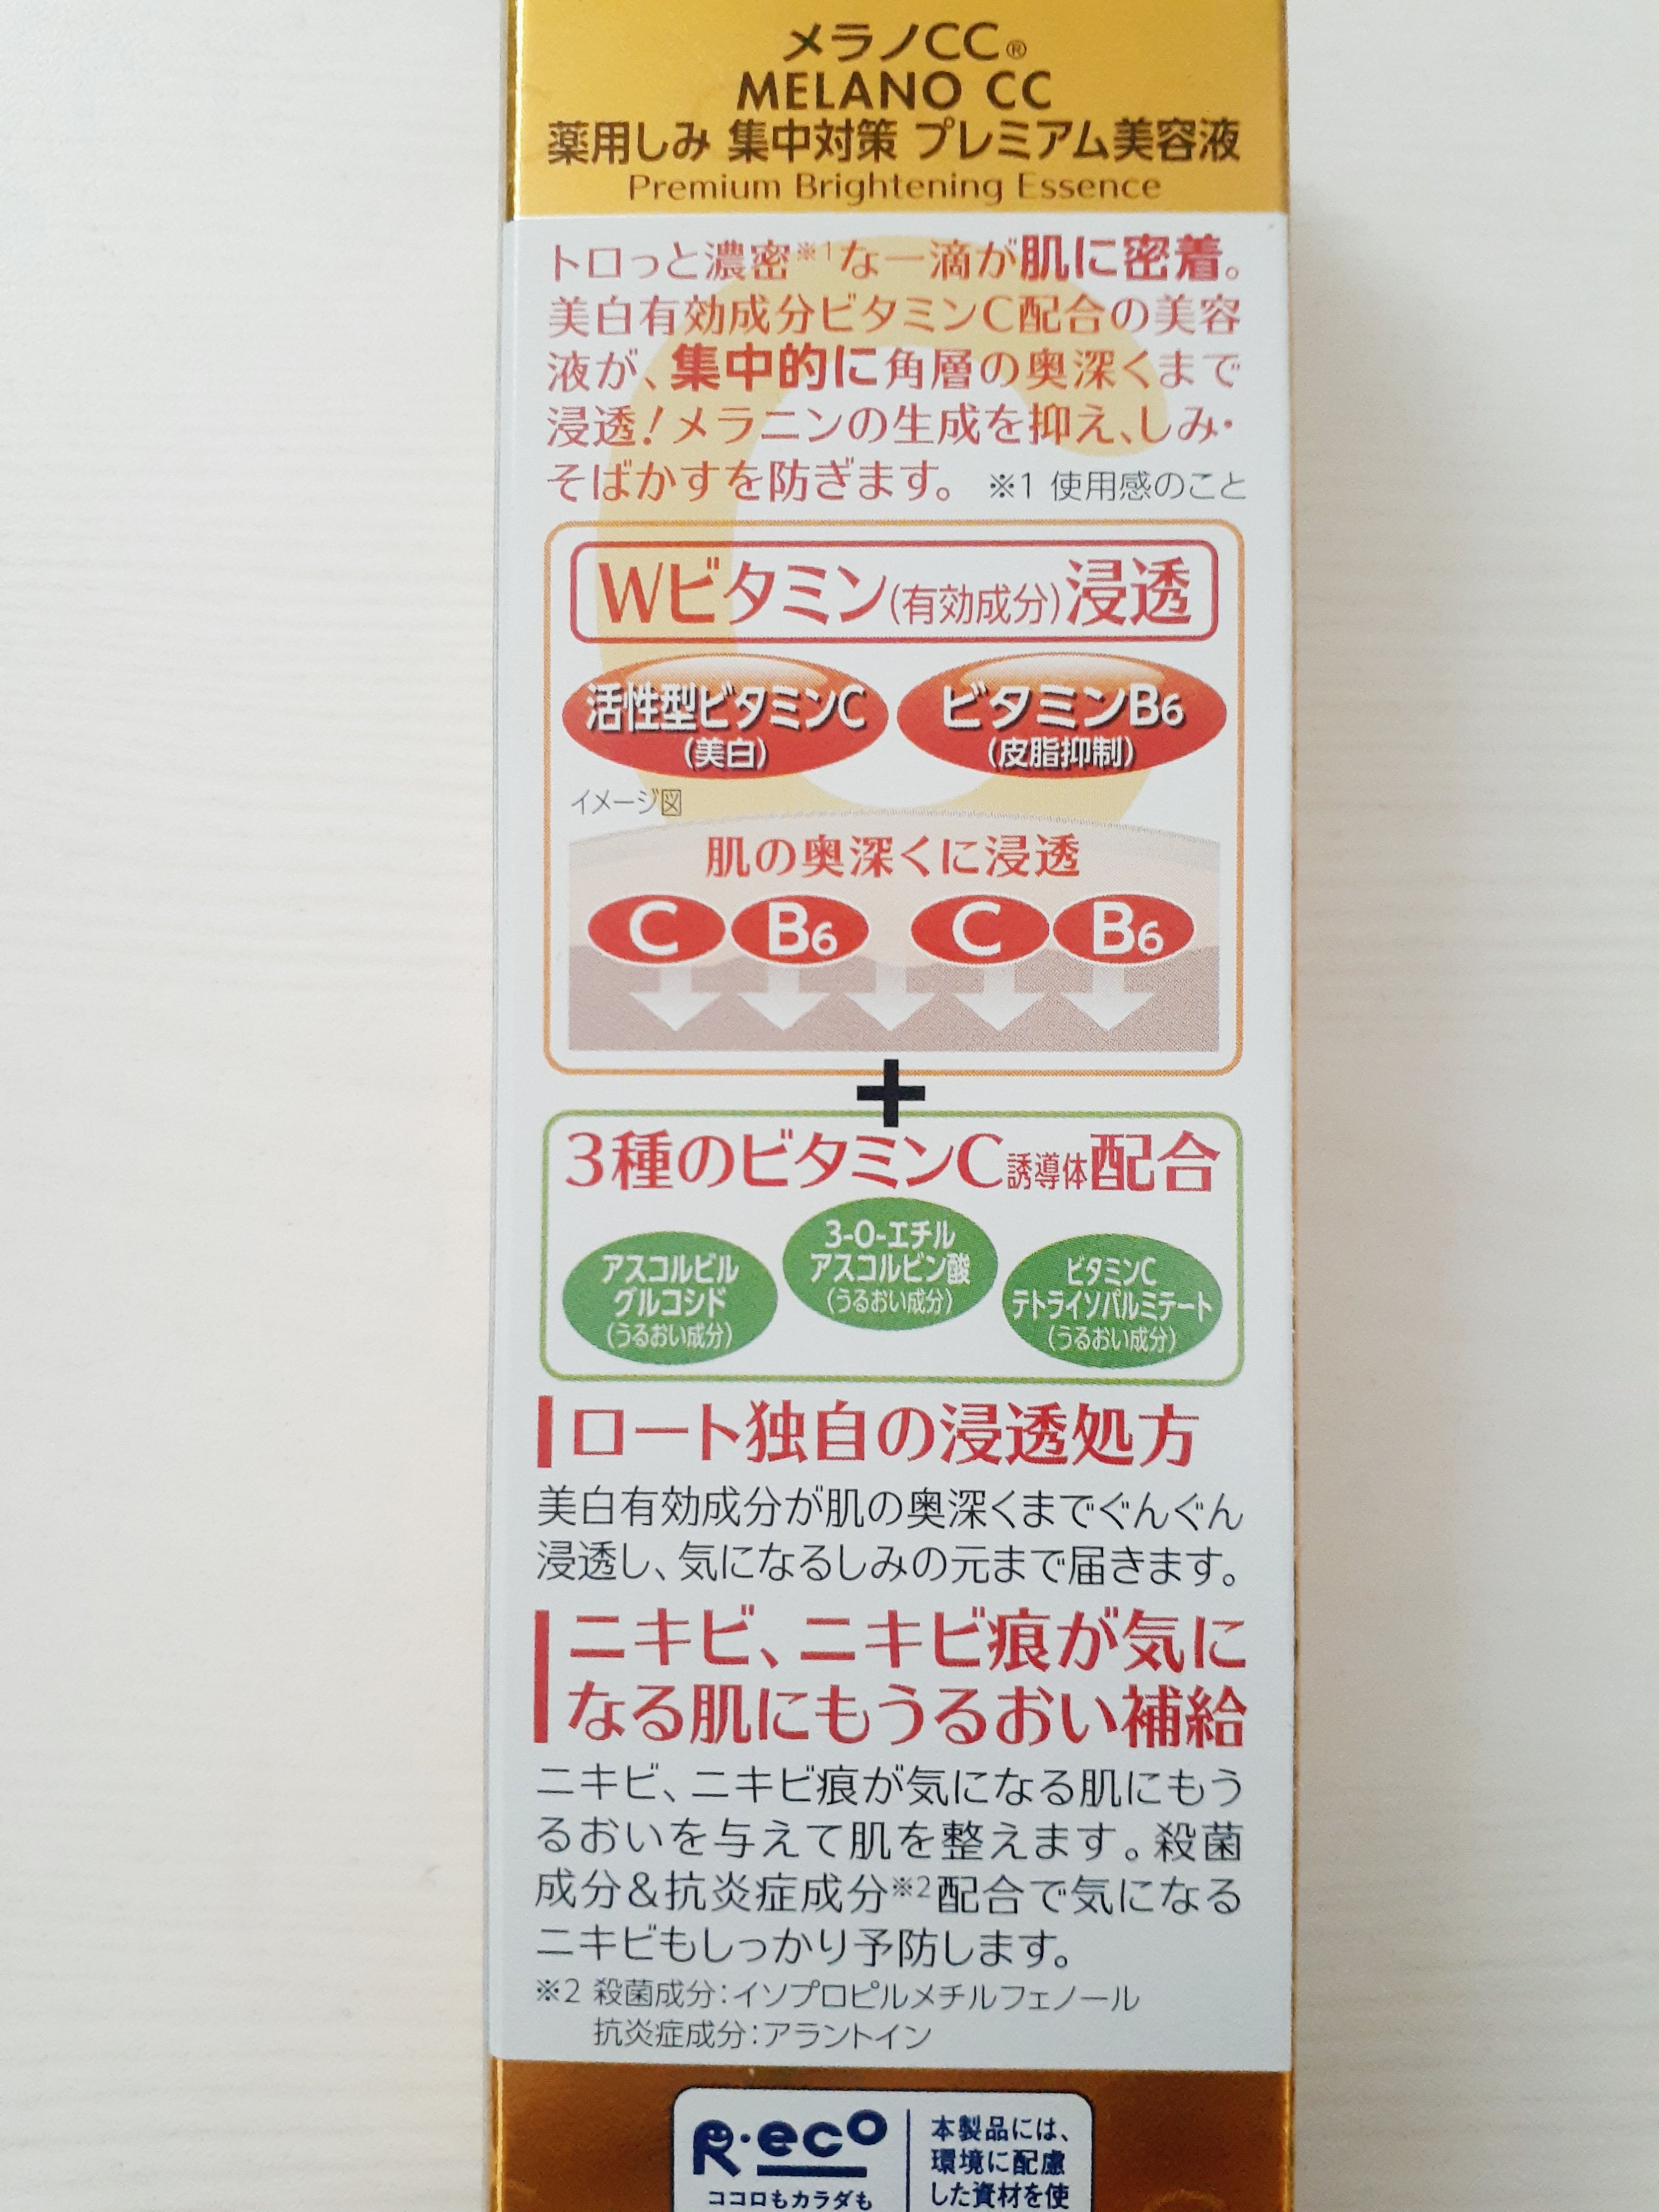 メラノCC®
MELANO CC
薬用しみ 集中対策 プレミアム美容液
Premium Brightening Essence
トロっと濃密※1な一滴が肌に密着。
美白有効成分ビタミンC配合の美容
液が、集中的に角層の奥深くまで
浸透!メラニンの生成を抑え、しみ・
そばかすを防ぎます。 ※1 使用感のこと
Wビタミン(有効成分)浸透
活性型ビタミンC
(美白)
ビタミンB6
(皮脂抑制)
イメージ図
肌の奥深くに浸透
C B6 C B6
+
3種のビタミンC誘導体配合
アスコルビル
グルコシド
(うるおい成分)
3-O-エチル
アスコルビン酸
(うるおい成分)
ビタミンC
テトライソパルミテート
(うるおい成分)
ロート独自の浸透処方
美白有効成分が肌の奥深くまでぐんぐん
浸透し、気になるしみの元まで届きます。
ニキビ、ニキビ痕が気に
なる肌にもうるおい補給
ニキビ、ニキビ痕が気になる肌にもう
るおいを与えて肌を整えます。殺菌
成分&抗炎症成分※2配合で気になる
ニキビもしっかり予防します。
※2 殺菌成分:イソプロピルメチルフェノール
抗炎症成分:アラントイン
R・eco
ココロもカラダも
本製品には、
環境に配慮
した資材を使